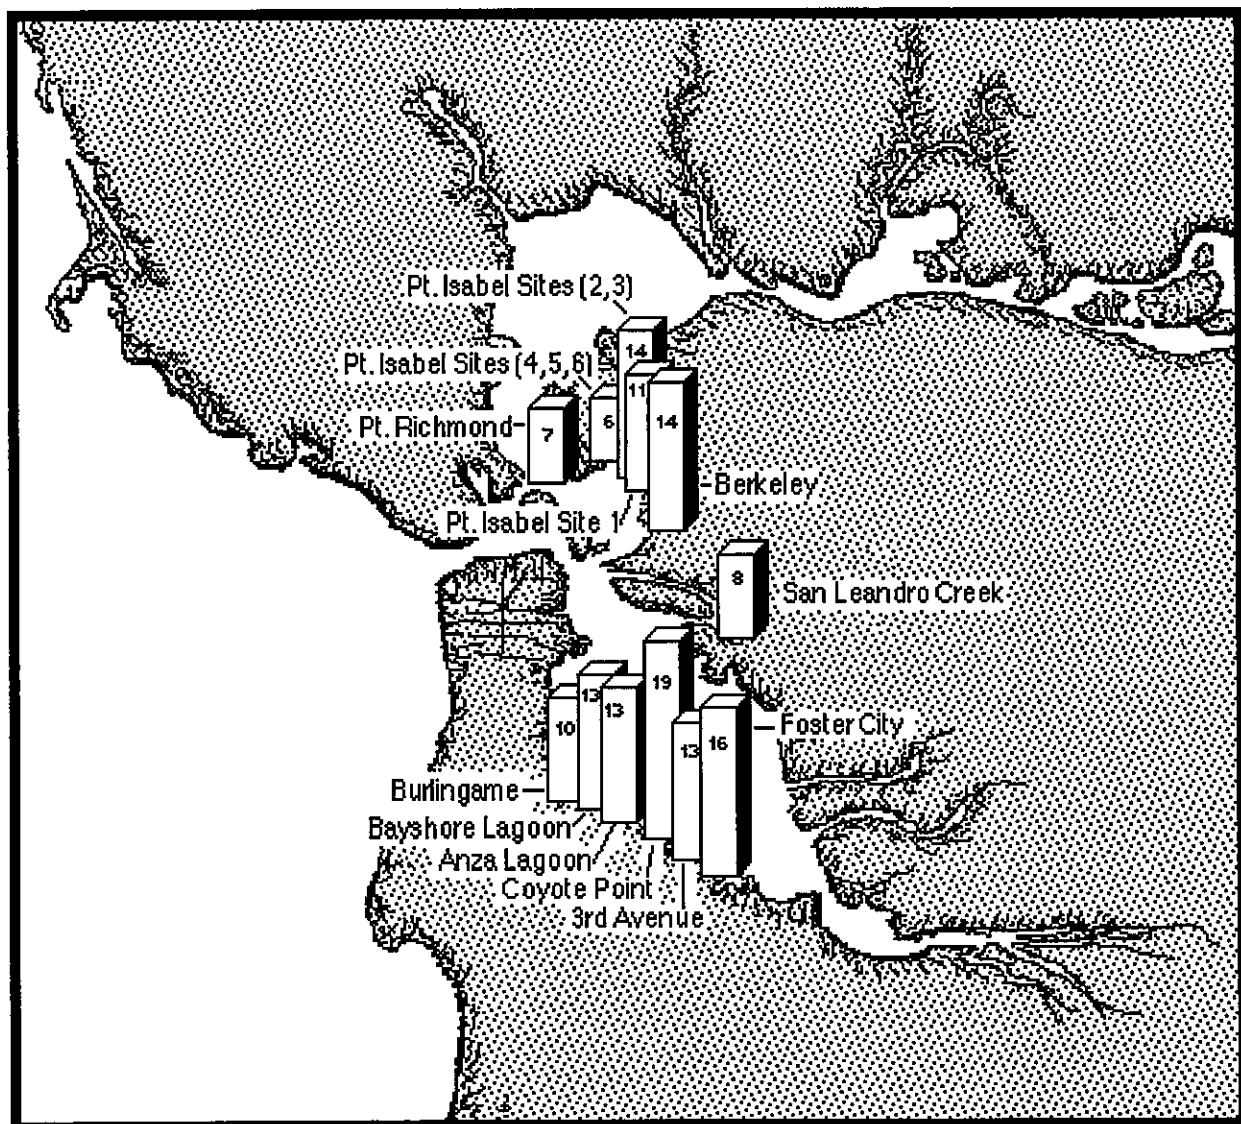 Pt. Isabel Sites (2,3)
14
Pt. Isabel Sites (4,5,6)
11
6
14
Pt. Richmond
7
Berkeley
Pt. Isabel Site 1
8
San Leandro Creek
19
13
13
10
13
16
Foster City
Burlingame
Bayshore Lagoon
Anza Lagoon
Coyote Point
3rd Avenue